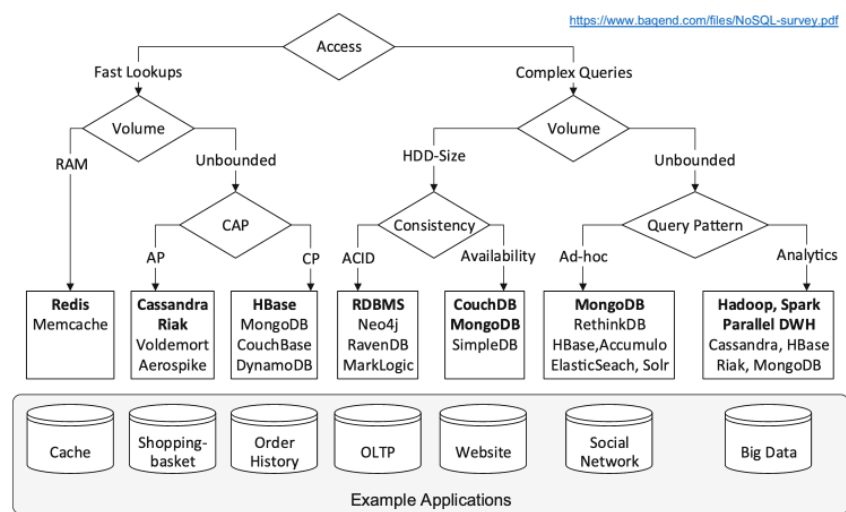 https://www.baqend.com/files/NoSQL-survey.pdf
Access
Fast Lookups
Complex Queries
Volume
Volume
RAM
Unbounded
HDD-Size
Unbounded
CAP
Consistency
Query Pattern
AP
CP
ACID
Availability
Ad-hoc
Analytics
Redis
Memcache
Cassandra
Riak
Voldemort
Aerospike
HBase
MongoDB
CouchBase
DynamoDB
RDBMS
Neo4j
RavenDB
MarkLogic
CouchDB
MongoDB
SimpleDB
MongoDB
RethinkDB
HBase,Accumulo
ElasticSeach, Solr
Hadoop, Spark
Parallel DWH
Cassandra, HBase
Riak, MongoDB
Cache
Shopping-
basket
Order
History
OLTP
Website
Social
Network
Big Data
Example Applications